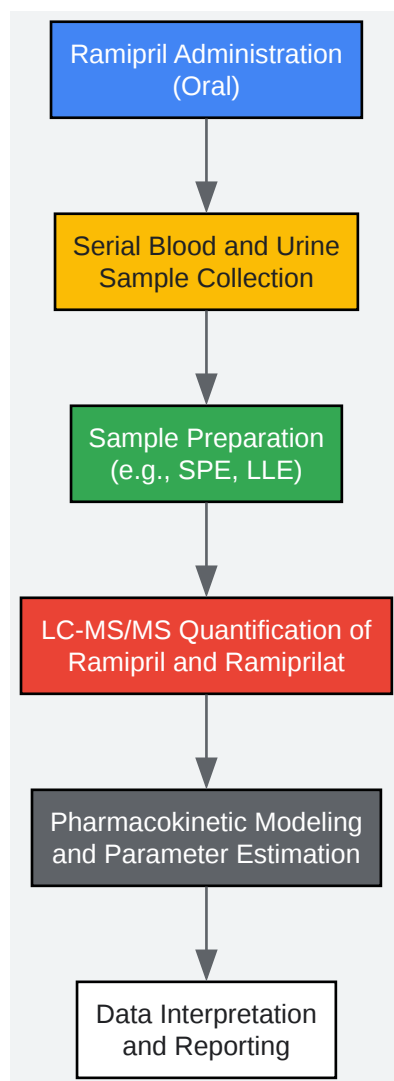 Ramipril Administration
(Oral)
Serial Blood and Urine
Sample Collection
Sample Preparation
(e.g., SPE, LLE)
LC-MS/MS Quantification of
Ramipril and Ramiprilat
Pharmacokinetic Modeling
and Parameter Estimation
Data Interpretation
and Reporting